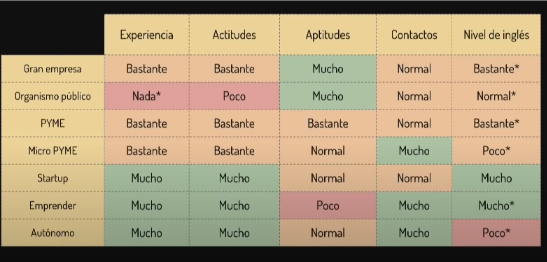 Experiencia Actitudes Aptitudes Contactos Nivel de inglés
Gran empresa Bastante Bastante Mucho Normal Bastante*
Organismo público Nada* Poco Mucho Normal Normal*
PYME Bastante Bastante Bastante Normal Bastante*
Micro PYME Bastante Bastante Normal Mucho Poco*
Startup Mucho Mucho Normal Normal Mucho
Emprender Mucho Mucho Poco Mucho Mucho*
Autónomo Mucho Mucho Normal Mucho Poco*